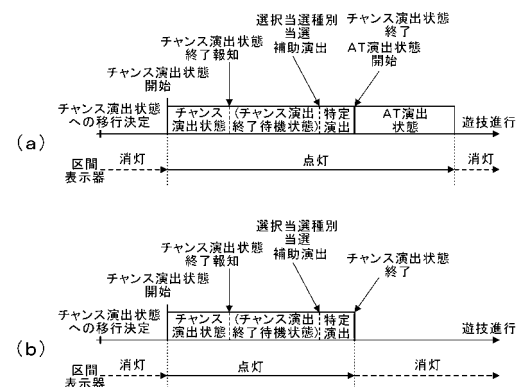 選択当選種別
当選
補助演出
チャンス演出状態
終了
AT演出状態
開始
チャンス演出状態
終了報知
チャンス演出状態
開始
チャンス演出状態
への移行決定
チャンス
演出状態
(チャンス演出
終了待機状態)
特定
演出
AT演出
状態
遊技進行
(a)
区間
表示器
消灯
点灯
消灯
選択当選種別
当選
補助演出
チャンス演出状態
終了報知
チャンス演出状態
終了
チャンス演出状態
開始
チャンス演出状態
への移行決定
チャンス
演出状態
(チャンス演出
終了待機状態)
特定
演出
遊技進行
(b)
区間
表示器
消灯
点灯
消灯